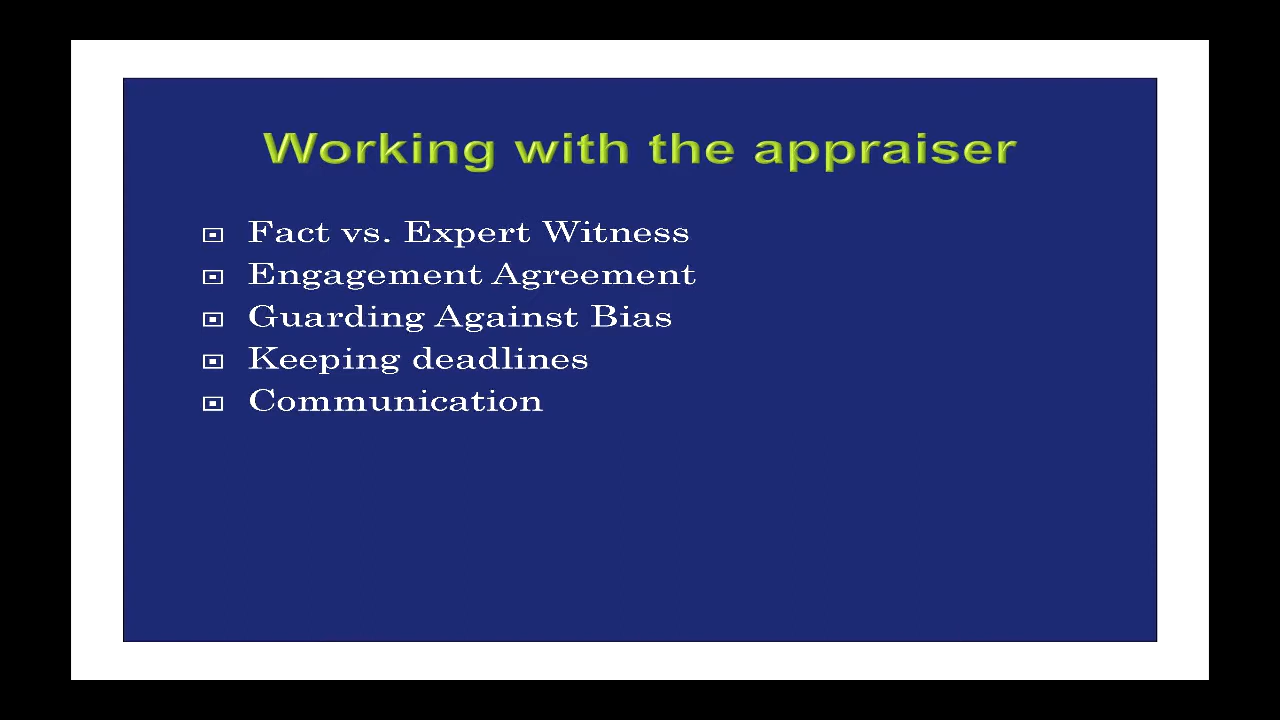 Working with the appraiser
Fact vs. Expert Witness
Engagement Agreement
Guarding Against Bias
Keeping deadlines
Communication